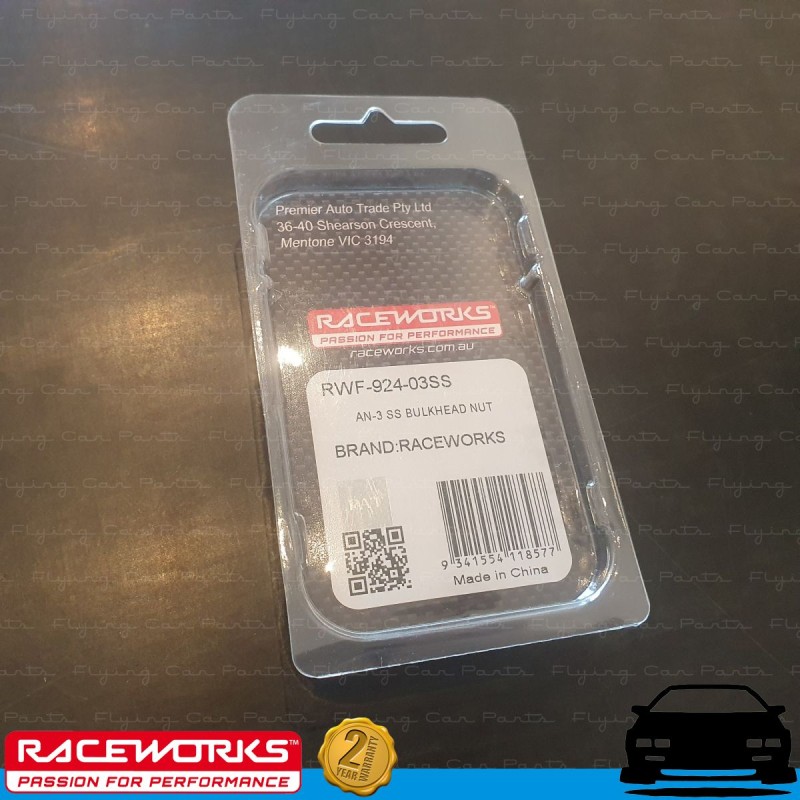 Flying Car Parts
Premier Auto Trade Pty Ltd
36-40 Shearson Crescent,
Mentone VIC 3194
RACEWORKS
PASSION FOR PERFORMANCE
raceworks.com.au
RWF-924-03SS
AN-3 SS BULKHEAD NUT
BRAND:RACEWORKS
PAT
9 341554 118577
Made in China
RACEWORKS™
PASSION FOR PERFORMANCE
2
YEAR WARRANTY